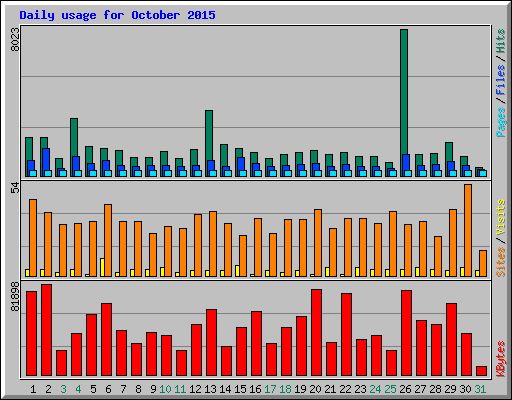 Daily usage for October 2015
8023
Pages / Files / Hits
54
Sites / Visits
81898
KBytes
1 2 3 4 5 6 7 8 9 10 11 12 13 14 15 16 17 18 19 20 21 22 23 24 25 26 27 28 29 30 31